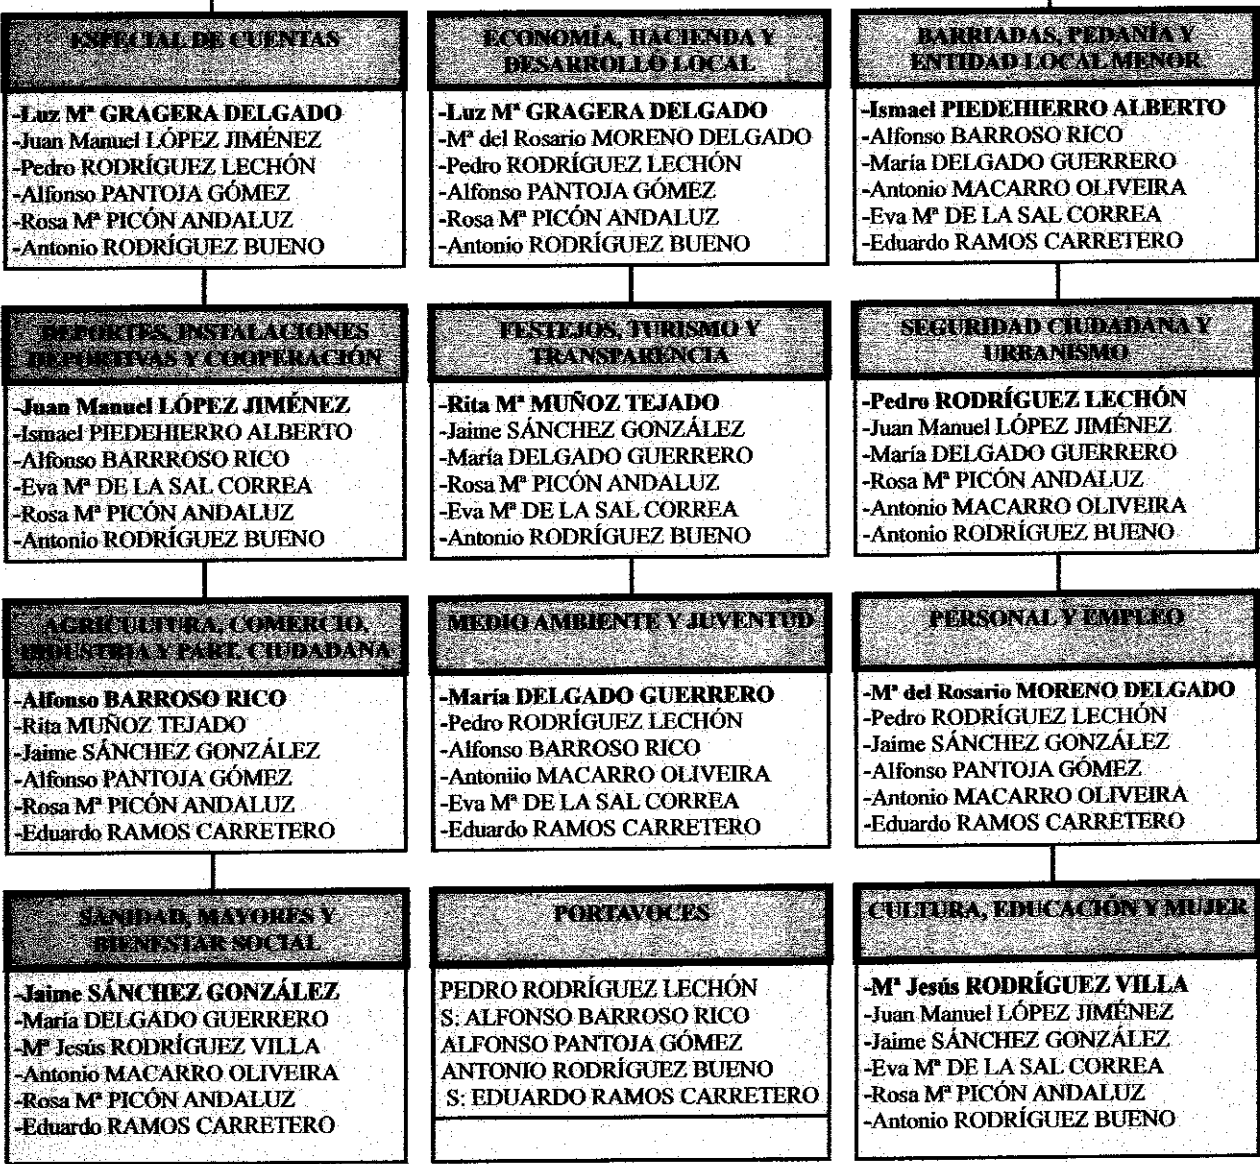 ESPECIAL DE CUENTAS
-Luz Mª GRAGERA DELGADO
-Juan Manuel LÓPEZ JIMÉNEZ
-Pedro RODRÍGUEZ LECHÓN
-Alfonso PANTOJA GÓMEZ
-Rosa Mª PICÓN ANDALUZ
-Antonio RODRÍGUEZ BUENO
ECONOMÍA, HACIENDA Y
DESARROLLO LOCAL
-Luz Mª GRAGERA DELGADO
-Mª del Rosario MORENO DELGADO
-Pedro RODRÍGUEZ LECHÓN
-Alfonso PANTOJA GÓMEZ
-Rosa Mª PICÓN ANDALUZ
-Antonio RODRÍGUEZ BUENO
BARRIADAS, PEDANÍA Y
ENTIDAD LOCAL MENOR
-Ismael PIEDEHIERRO ALBERTO
-Alfonso BARROSO RICO
-María DELGADO GUERRERO
-Antonio MACARRO OLIVEIRA
-Eva Mª DE LA SAL CORREA
-Eduardo RAMOS CARRETERO
DEPORTES, INSTALACIONES
DEPORTIVAS Y COOPERACIÓN
-Juan Manuel LÓPEZ JIMÉNEZ
-Ismael PIEDEHIERRO ALBERTO
-Alfonso BARRROSO RICO
-Eva Mª DE LA SAL CORREA
-Rosa Mª PICÓN ANDALUZ
-Antonio RODRÍGUEZ BUENO
FESTEJOS, TURISMO Y
TRANSPARENCIA
-Rita Mª MUÑOZ TEJADO
-Jaime SÁNCHEZ GONZÁLEZ
-María DELGADO GUERRERO
-Rosa Mª PICÓN ANDALUZ
-Eva Mª DE LA SAL CORREA
-Antonio RODRÍGUEZ BUENO
SEGURIDAD CIUDADANA Y
URBANISMO
-Pedro RODRÍGUEZ LECHÓN
-Juan Manuel LÓPEZ JIMÉNEZ
-María DELGADO GUERRERO
-Rosa Mª PICÓN ANDALUZ
-Antonio MACARRO OLIVEIRA
-Antonio RODRÍGUEZ BUENO
AGRICULTURA, COMERCIO,
INDUSTRIA Y PART. CIUDADANA
-Alfonso BARROSO RICO
-Rita MUÑOZ TEJADO
-Jaime SÁNCHEZ GONZÁLEZ
-Alfonso PANTOJA GÓMEZ
-Rosa Mª PICÓN ANDALUZ
-Eduardo RAMOS CARRETERO
MEDIO AMBIENTE Y JUVENTUD
-María DELGADO GUERRERO
-Pedro RODRÍGUEZ LECHÓN
-Alfonso BARROSO RICO
-Antoniio MACARRO OLIVEIRA
-Eva Mª DE LA SAL CORREA
-Eduardo RAMOS CARRETERO
PERSONAL Y EMPLEO
-Mª del Rosario MORENO DELGADO
-Pedro RODRÍGUEZ LECHÓN
-Jaime SÁNCHEZ GONZÁLEZ
-Alfonso PANTOJA GÓMEZ
-Antonio MACARRO OLIVEIRA
-Eduardo RAMOS CARRETERO
SANIDAD, MAYORES Y
BIENESTAR SOCIAL
-Jaime SÁNCHEZ GONZÁLEZ
-María DELGADO GUERRERO
-Mª Jesús RODRÍGUEZ VILLA
-Antonio MACARRO OLIVEIRA
-Rosa Mª PICÓN ANDALUZ
-Eduardo RAMOS CARRETERO
PORTAVOCES
PEDRO RODRÍGUEZ LECHÓN
S: ALFONSO BARROSO RICO
ALFONSO PANTOJA GÓMEZ
ANTONIO RODRÍGUEZ BUENO
S: EDUARDO RAMOS CARRETERO
CULTURA, EDUCACIÓN Y MUJER
-Mª Jesús RODRÍGUEZ VILLA
-Juan Manuel LÓPEZ JIMÉNEZ
-Jaime SÁNCHEZ GONZÁLEZ
-Eva Mª DE LA SAL CORREA
-Rosa Mª PICÓN ANDALUZ
-Antonio RODRÍGUEZ BUENO